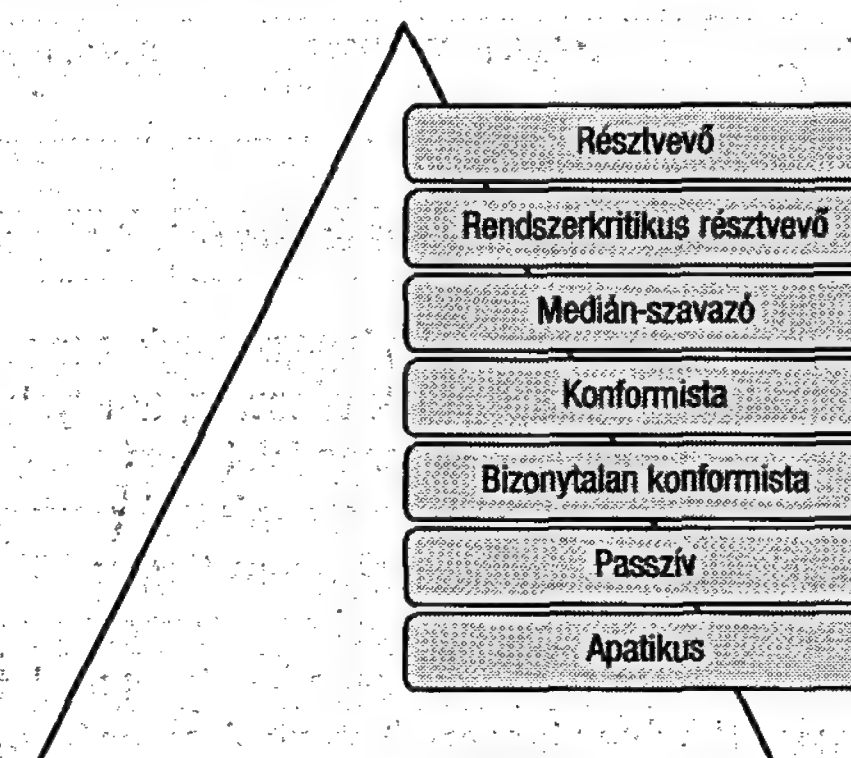 Résztvevő
Rendszerkritikus résztvevő
Medián-szavazó
Konformista
Bizonytalan konformista
Passzív
Apatikus